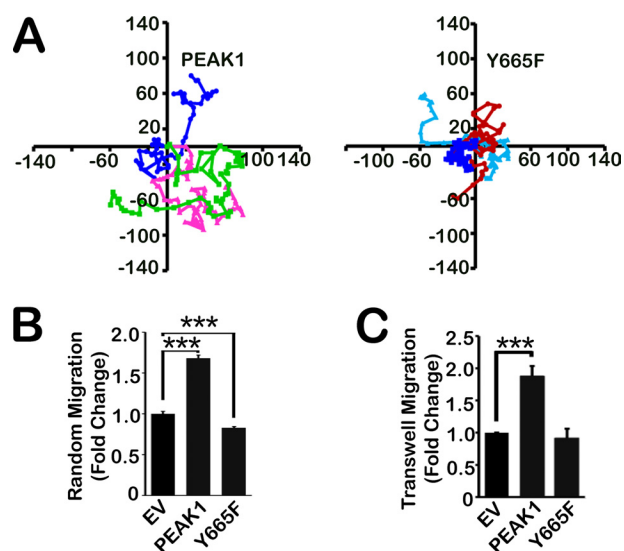 A
140
100
60
20
-140
-60
100 140
-60
-100
-140
PEAK1
140
100
60
20
-140
-100
-60
60
100
140
-60
-100
-140
Y665F
B
Random Migration
(Fold Change)
2.0
1.5
1.0
0.5
0.0
***
***
EV
PEAK1
Y665F
C
Transwell Migration
(Fold Change)
2.5
2.0
1.5
1.0
0.5
0.0
***
EV
PEAK1
Y665F